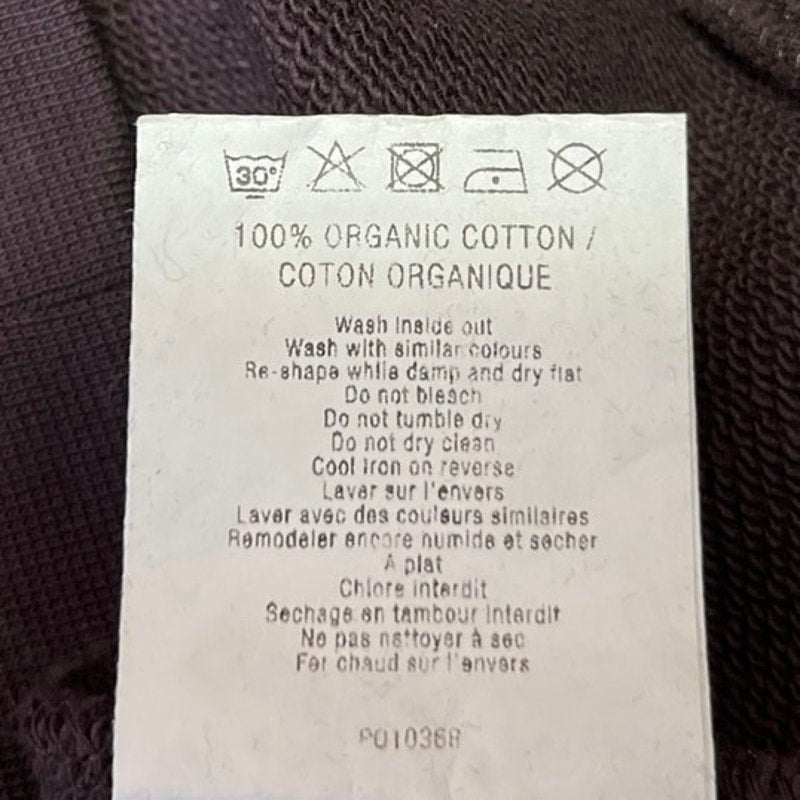 30°
100% ORGANIC COTTON /
COTON ORGANIQUE
Wash inside out
Wash with similar colours
Re-shape while damp and dry flat
Do not bleach
Do not tumble dry
Do not dry clean
Cool iron on reverse
Laver sur l'envers
Laver avec des couleurs similaires
Remodeler encore humide et secher
A plat
Chlore interdit
Sechage en tambour interdit
Ne pas nettoyer à sec
Fer chaud sur l'envers
P010368